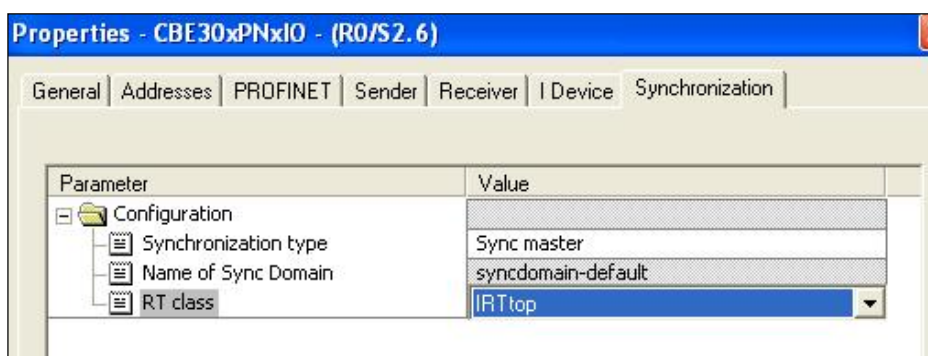 Properties - CBE30xPNxIO - (R0/S2.6)
General Addresses PROFINET Sender Receiver I Device Synchronization
Parameter Value
Configuration
Synchronization type Sync master
Name of Sync Domain syncdomain-default
RT class IRTtop